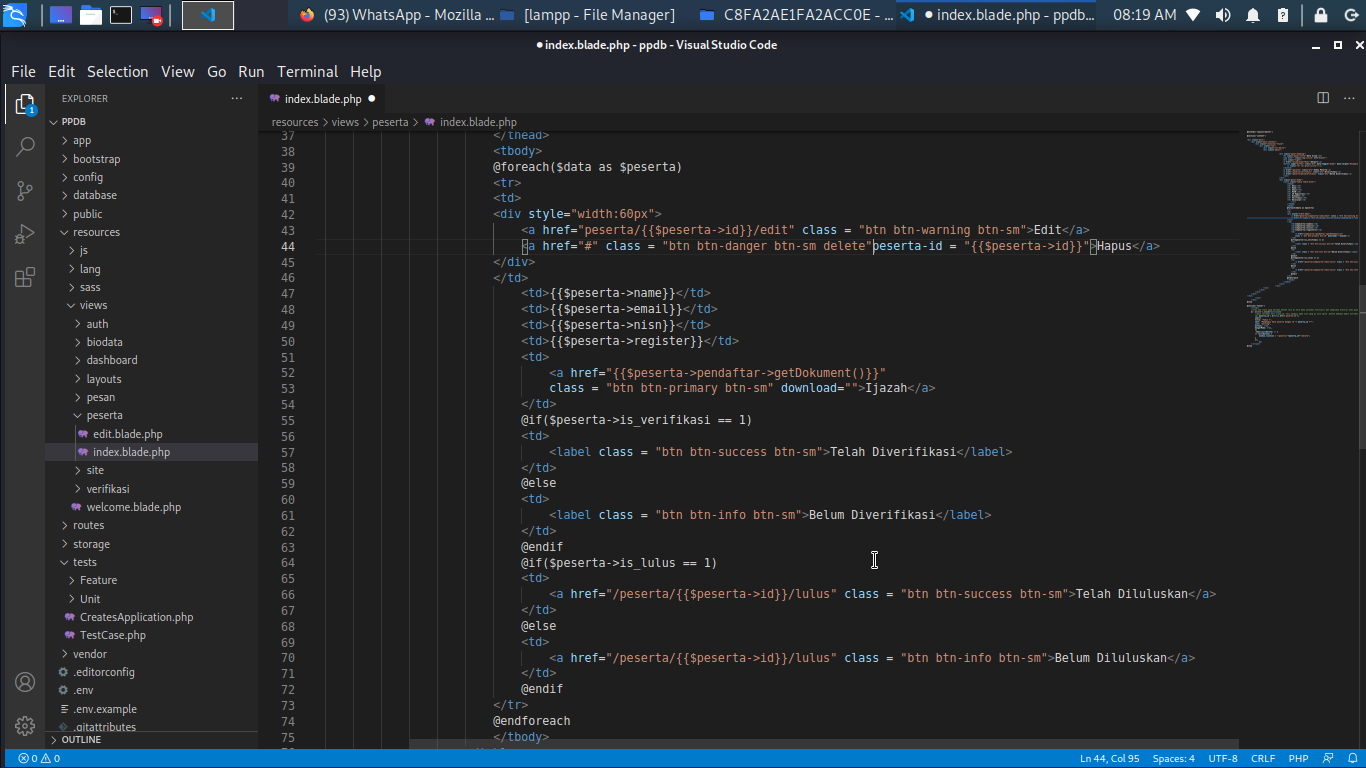 (93) WhatsApp - Mozilla ...
[lampp - File Manager]
C8FA2AE1FA2ACC0E - ...
● index.blade.php - ppdb...
08:19 AM
● index.blade.php - ppdb - Visual Studio Code
File Edit Selection View Go Run Terminal Help
EXPLORER
PPDB
app
bootstrap
config
database
public
resources
js
lang
sass
views
auth
biodata
dashboard
layouts
pesan
peserta
edit.blade.php
index.blade.php
site
verifikasi
welcome.blade.php
routes
storage
tests
Feature
Unit
CreatesApplication.php
TestCase.php
vendor
.editorconfig
.env
.env.example
.gitattributes
OUTLINE
1
index.blade.php ●
resources > views > peserta > index.blade.php
37 </thead>
38 <tbody>
39 @foreach($data as $peserta)
40 <tr>
41 <td>
42 <div style="width:60px">
43 <a href="peserta/{{$peserta->id}}/edit" class = "btn btn-warning btn-sm">Edit</a>
44 <a href="#" class = "btn btn-danger btn-sm delete"peserta-id = "{{$peserta->id}}">Hapus</a>
45 </div>
46 </td>
47 <td>{{$peserta->name}}</td>
48 <td>{{$peserta->email}}</td>
49 <td>{{$peserta->nisn}}</td>
50 <td>{{$peserta->register}}</td>
51 <td>
52 <a href="{{$peserta->pendaftar->getDokument()}}"
53 class = "btn btn-primary btn-sm" download="">Ijazah</a>
54 </td>
55 @if($peserta->is_verifikasi == 1)
56 <td>
57 <label class = "btn btn-success btn-sm">Telah Diverifikasi</label>
58 </td>
59 @else
60 <td>
61 <label class = "btn btn-info btn-sm">Belum Diverifikasi</label>
62 </td>
63 @endif
64 @if($peserta->is_lulus == 1)
65 <td>
66 <a href="/peserta/{{$peserta->id}}/lulus" class = "btn btn-success btn-sm">Telah Diluluskan</a>
67 </td>
68 @else
69 <td>
70 <a href="/peserta/{{$peserta->id}}/lulus" class = "btn btn-info btn-sm">Belum Diluluskan</a>
71 </td>
72 @endif
73 </tr>
74 @endforeach
75 </tbody>
0 0
Ln 44, Col 95 Spaces: 4 UTF-8 CRLF PHP